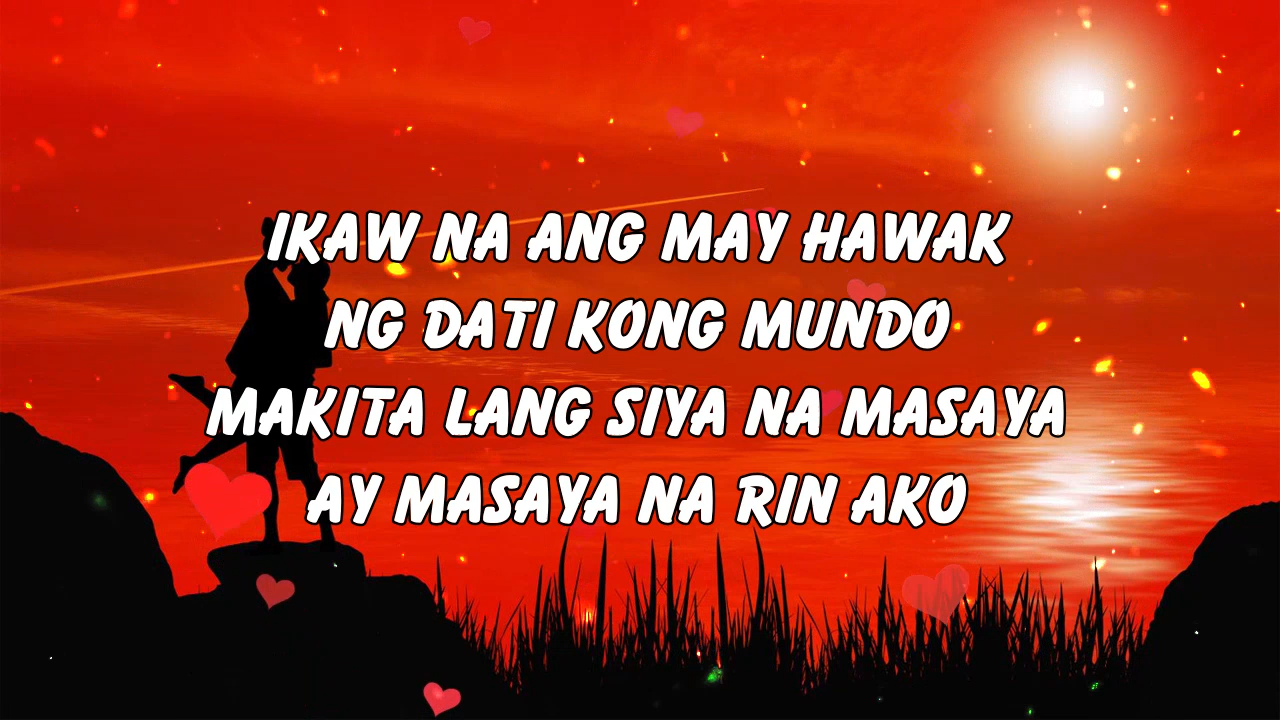 IKAW NA ANG MAY HAWAK
NG DATI KONG MUNDO
MAKITA LANG SIYA NA MASAYA
AY MASAYA NA RIN AKO